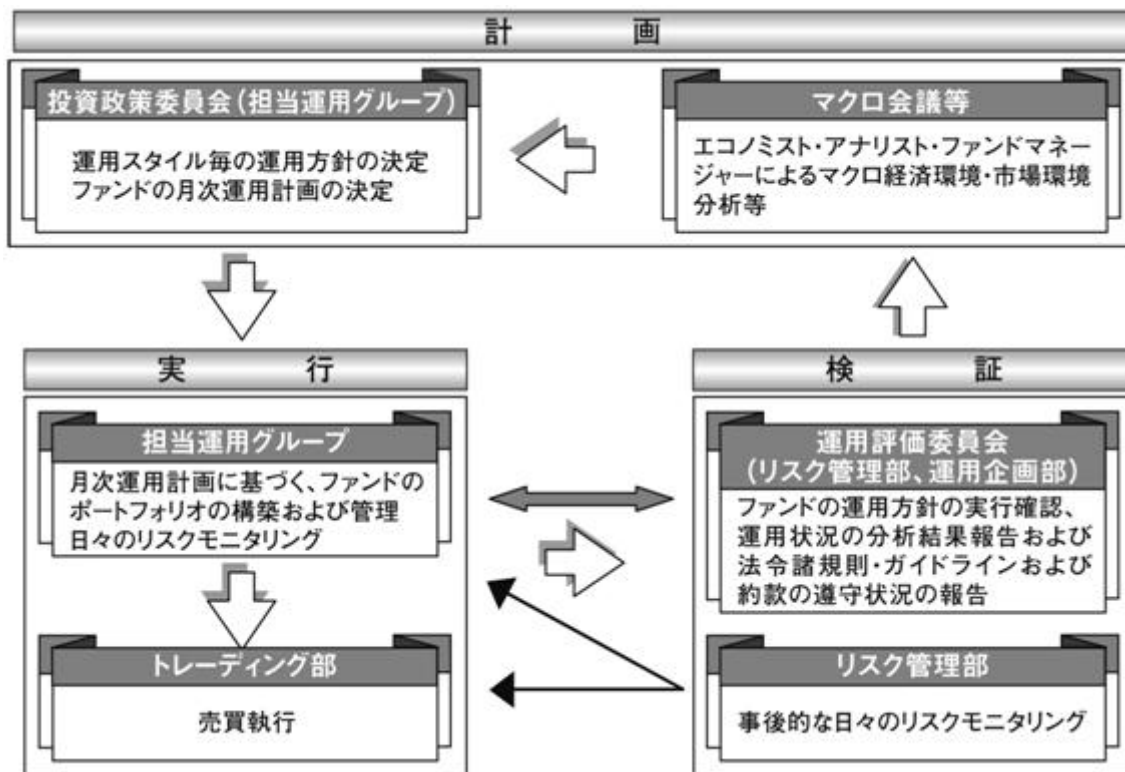 計画
投資政策委員会(担当運用グループ)
運用スタイル毎の運用方針の決定
ファンドの月次運用計画の決定
マクロ会議等
エコノミスト・アナリスト・ファンドマネー
ジャーによるマクロ経済環境・市場環境
分析等
実行
担当運用グループ
月次運用計画に基づく、ファンドの
ポートフォリオの構築および管理
日々のリスクモニタリング
トレーディング部
売買執行
検証
運用評価委員会
(リスク管理部、運用企画部)
ファンドの運用方針の実行確認、
運用状況の分析結果報告および
法令諸規則・ガイドラインおよび
約款の遵守状況の報告
リスク管理部
事後的な日々のリスクモニタリング